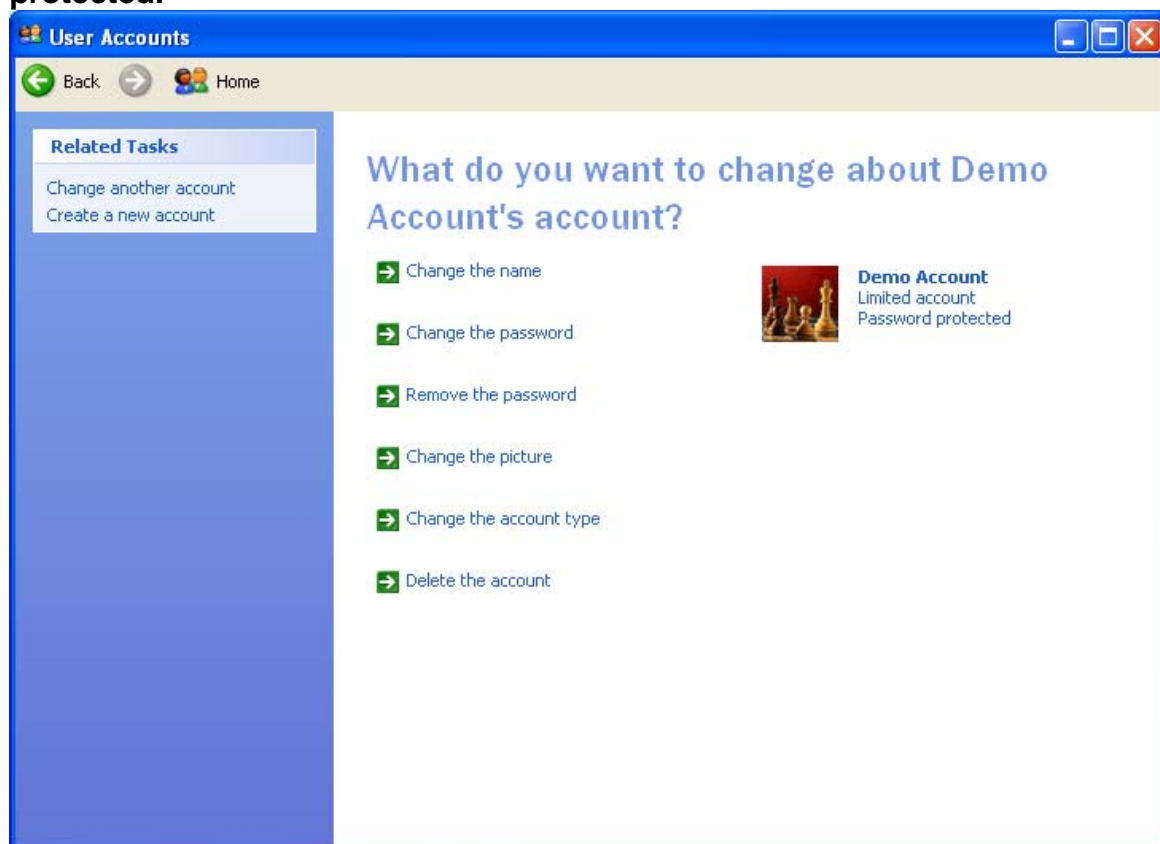 protected.
User Accounts
Back
Home
Related Tasks
Change another account
Create a new account
What do you want to change about Demo
Account's account?
Change the name
Change the password
Remove the password
Change the picture
Change the account type
Delete the account
Demo Account
Limited account
Password protected